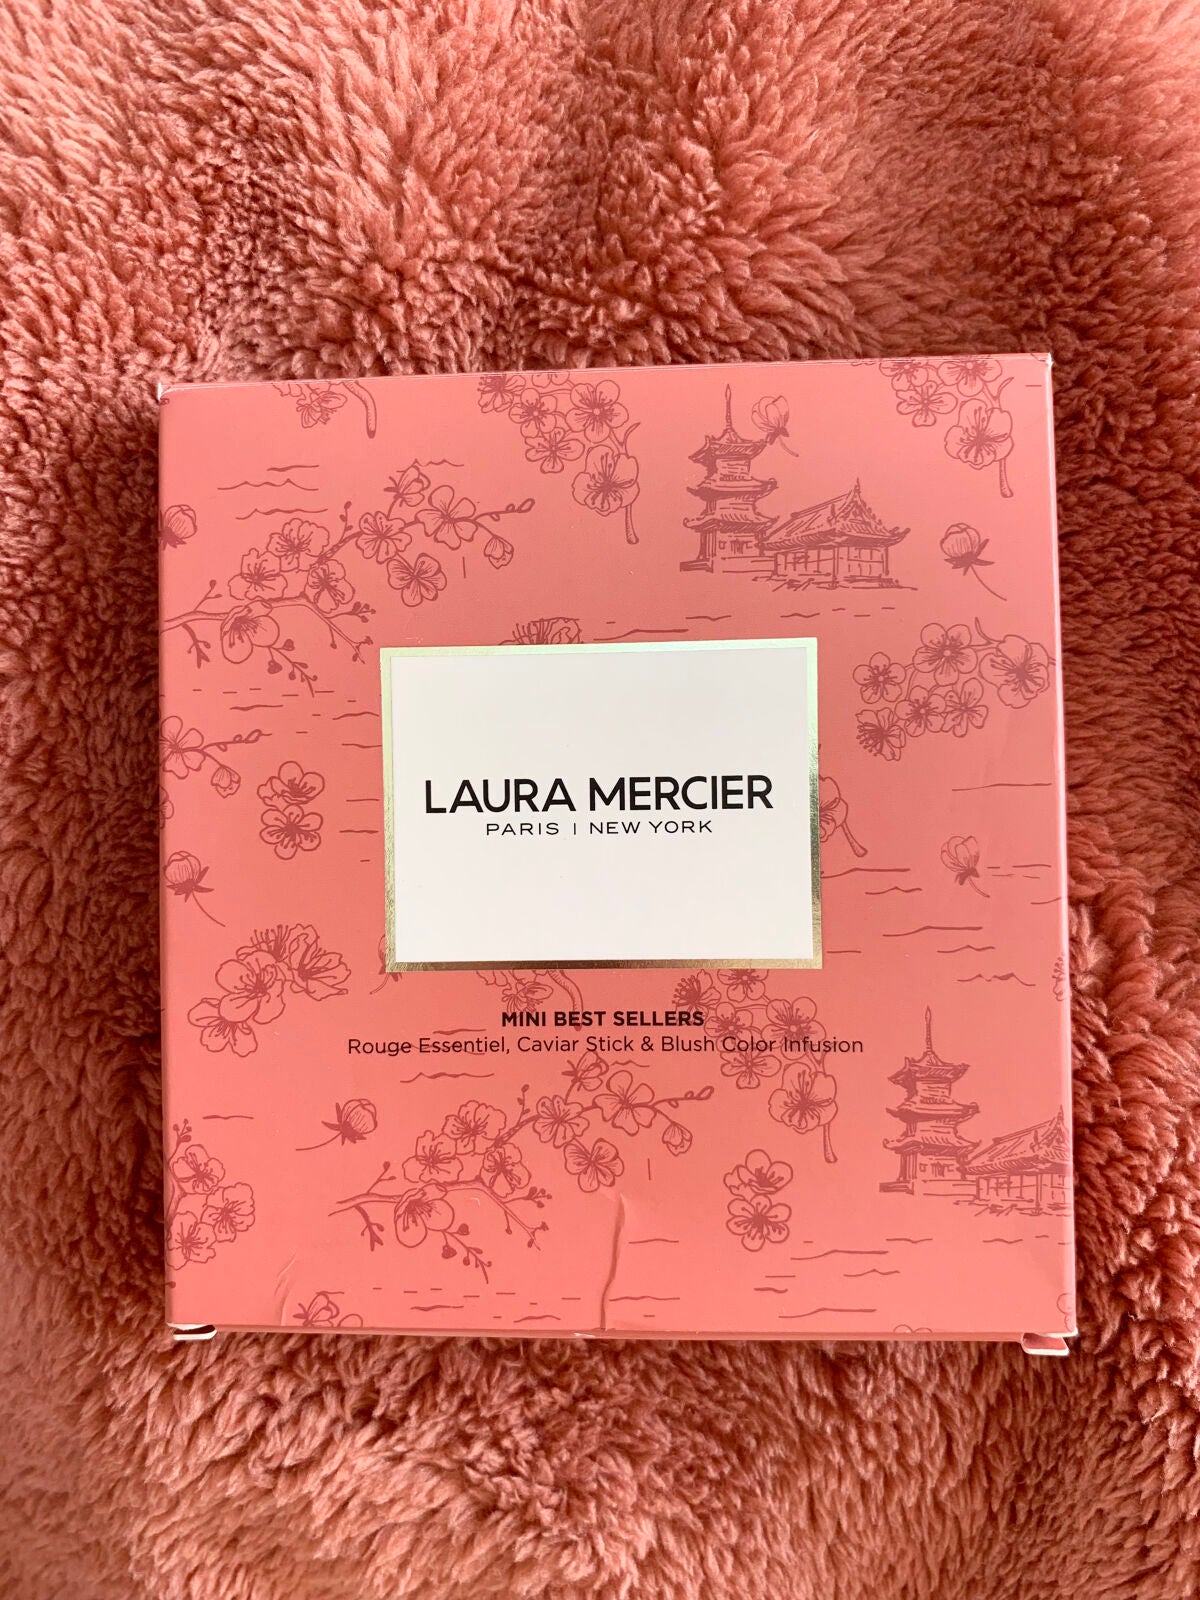 LAURA MERCIER
PARIS | NEW YORK
MINI BEST SELLERS
Rouge Essentiel, Caviar Stick & Blush Color Infusion